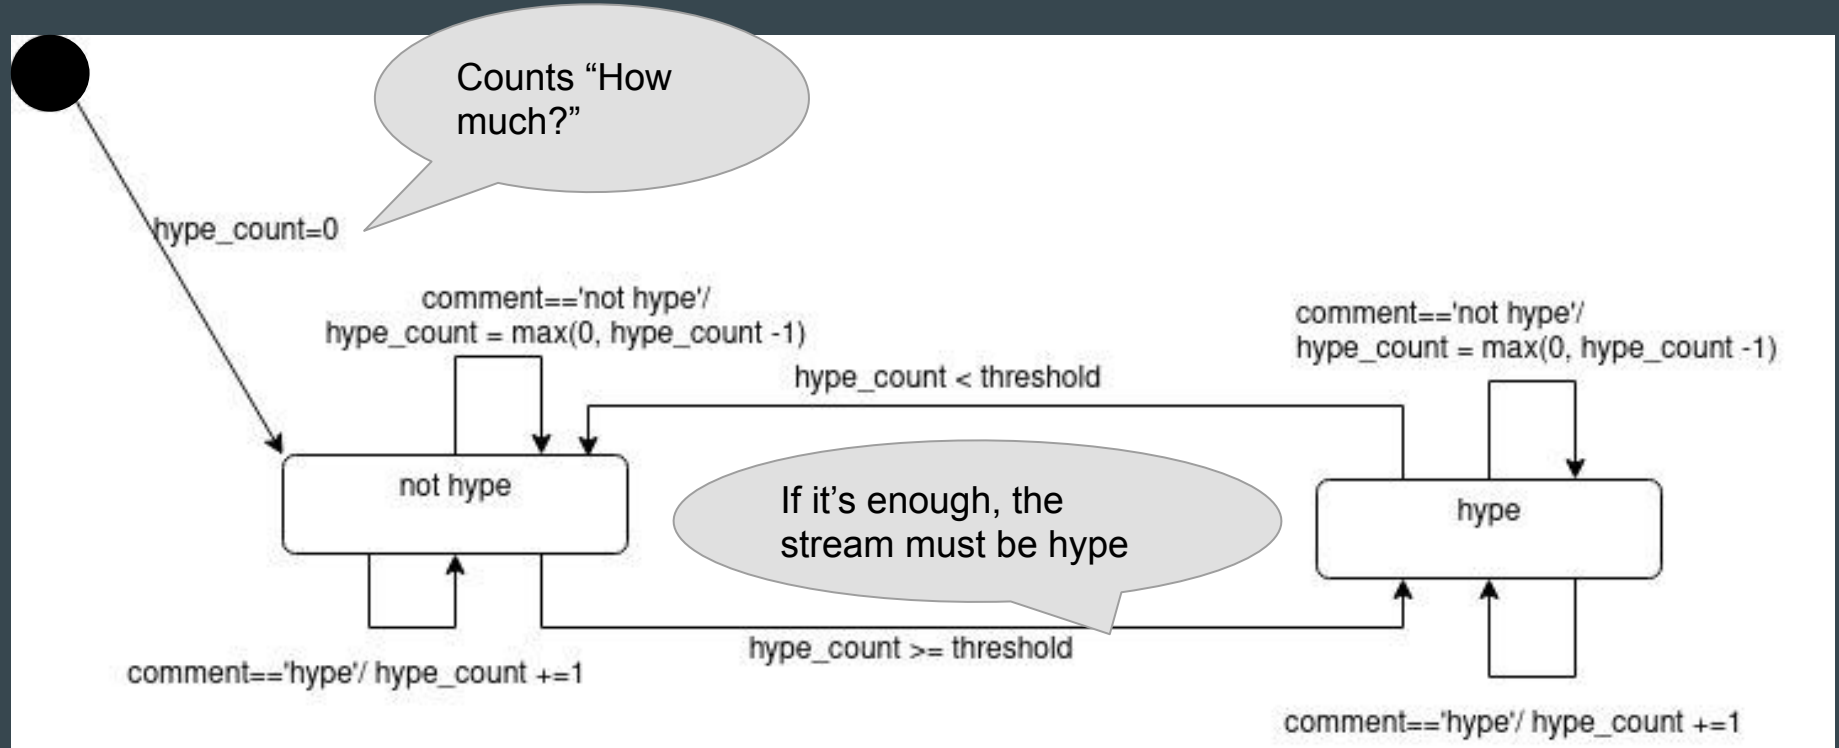 Counts “How
much?”
hype_count=0
comment=='not hype'/
hype_count = max(0, hype_count -1)
comment=='not hype'/
hype_count = max(0, hype_count -1)
hype_count < threshold
not hype
If it’s enough, the
stream must be hype
hype
hype_count >= threshold
comment=='hype'/ hype_count +=1
comment=='hype'/ hype_count +=1